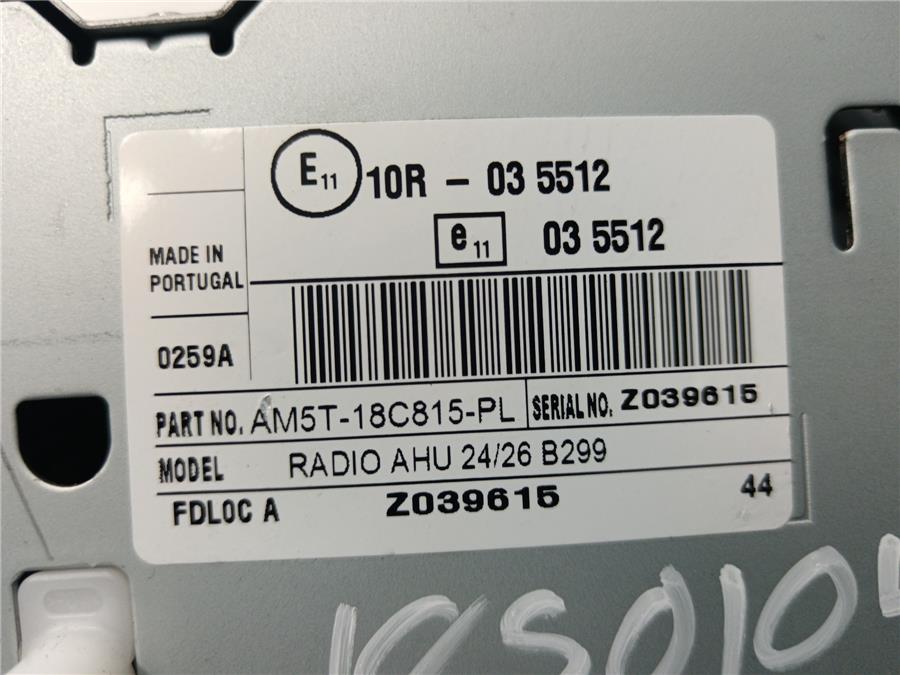 E11 10R - 03 5512
e11 03 5512
MADE IN
PORTUGAL
0259A
PART NO. AM5T-18C815-PL SERIAL NO. Z039615
MODEL RADIO AHU 24/26 B299
FDLOC A Z039615 44